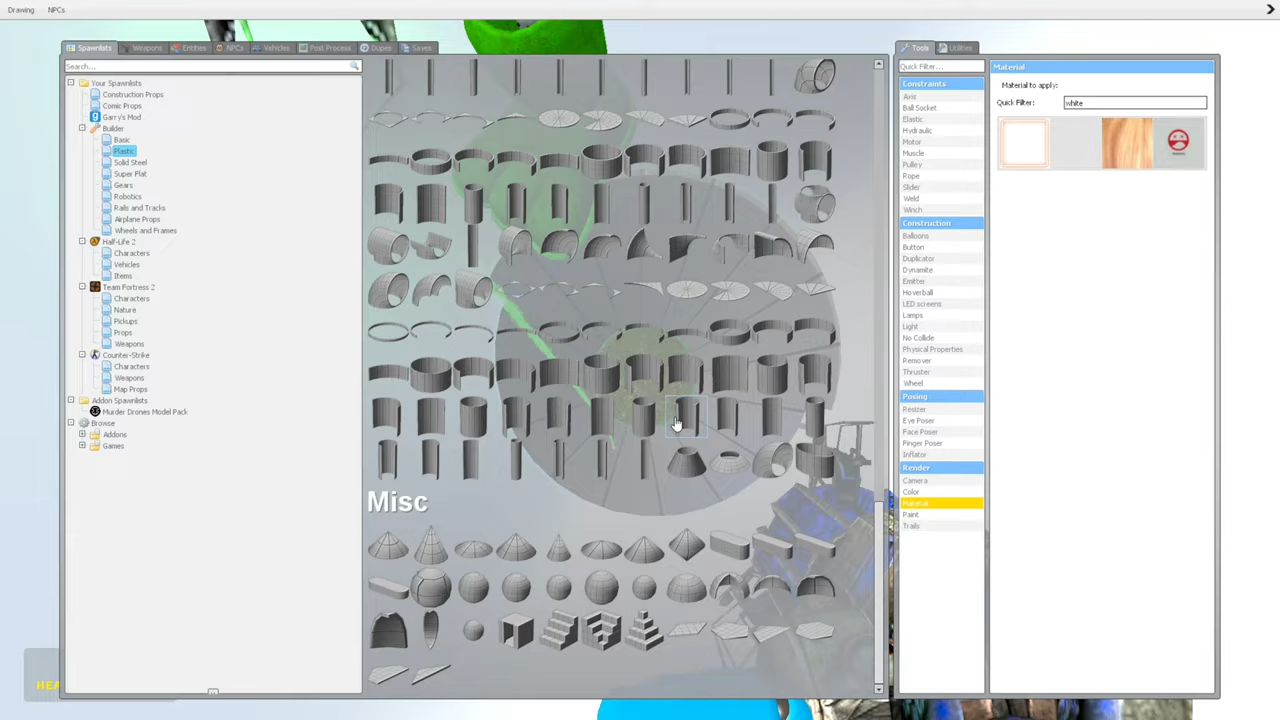 Drawing NPCs
Spawnlists Weapons Entities NPCs Vehicles Post Process Dupes Saves
Search...
Your Spawnlists
Construction Props
Comic Props
Garry's Mod
Builder
Basic
Plastic
Solid Steel
Super Flat
Gears
Robotics
Rails and Tracks
Airplane Props
Wheels and Frames
Half-Life 2
Characters
Vehicles
Items
Team Fortress 2
Characters
Nature
Pickups
Props
Weapons
Counter-Strike
Characters
Weapons
Map Props
Addon Spawnlists
Murder Drones Model Pack
Browse
Addons
Games
Misc
HEA
Tools Utilities
Quick Filter...
Constraints
Axis
Ball Socket
Elastic
Hydraulic
Motor
Muscle
Pulley
Rope
Slider
Weld
Winch
Construction
Balloons
Button
Duplicator
Dynamite
Emitter
Hoverball
LED screens
Lamps
Light
No Collide
Physical Properties
Remover
Thruster
Wheel
Posing
Resizer
Eye Poser
Face Poser
Finger Poser
Inflator
Render
Camera
Color
Material
Paint
Trails
Material
Material to apply:
Quick Filter: white